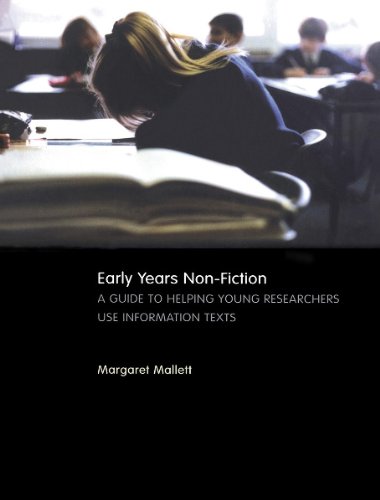 Early Years Non-Fiction
A GUIDE TO HELPING YOUNG RESEARCHERS
USE INFORMATION TEXTS
Margaret Mallett